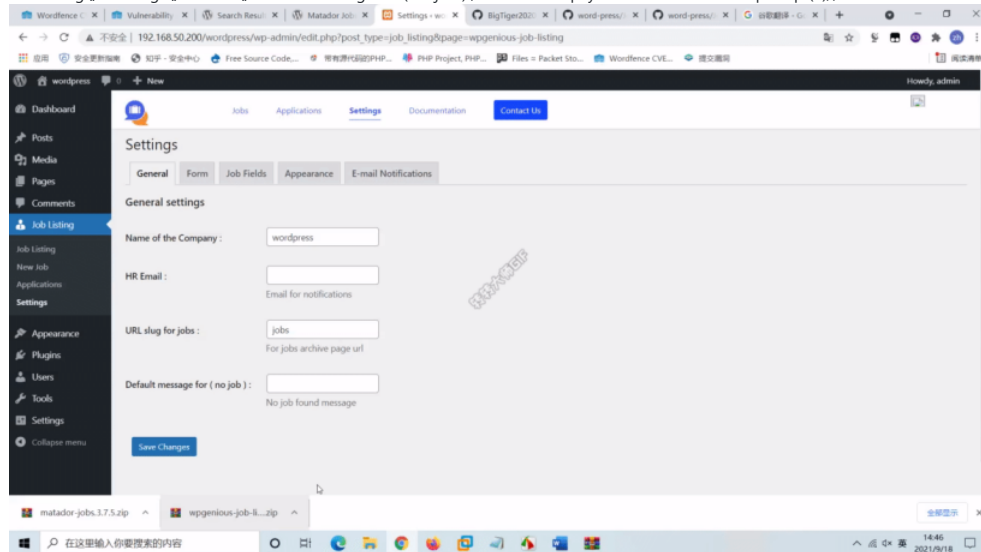 Wordfence C
Vulnerability
Search Resul
Matador Job
Settings ‹ wo
BigTiger2020
word-press/
word-press/
谷歌翻译 - G
不安全 | 192.168.50.200/wordpress/wp-admin/edit.php?post_type=job_listing&page=wpgenious-job-listing
应用
安全更新指南
知乎 - 安全中心
Free Source Code,...
带有源代码的PHP...
PHP Project, PHP...
Files ≈ Packet Sto...
Wordfence CVE...
提交漏洞
阅读清单
wordpress
0
+ New
Howdy, admin
Dashboard
Posts
Media
Pages
Comments
Job Listing
Job Listing
New Job
Applications
Settings
Appearance
Plugins
Users
Tools
Settings
Collapse menu
Jobs
Applications
Settings
Documentation
Contact Us
Settings
General
Form
Job Fields
Appearance
E-mail Notifications
General settings
Name of the Company :
wordpress
HR Email :
Email for notifications
URL slug for jobs :
jobs
For jobs archive page url
Default message for ( no job ) :
No job found message
Save Changes
matador-jobs.3.7.5.zip
wpgenious-job-li....zip
全部显示
在这里输入你要搜索的内容
英
14:46
2021/9/18